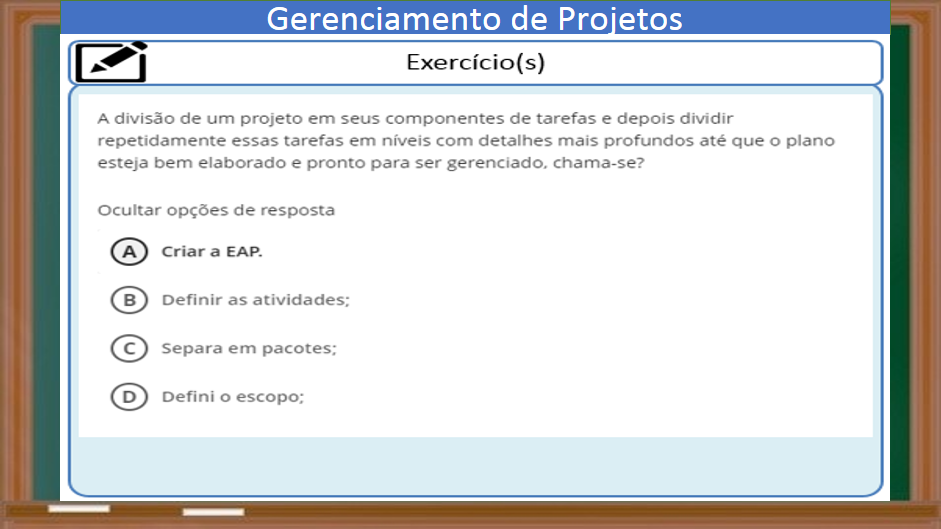 Gerenciamento de Projetos
Exercício(s)
A divisão de um projeto em seus componentes de tarefas e depois dividir
repetidamente essas tarefas em níveis com detalhes mais profundos até que o plano
esteja bem elaborado e pronto para ser gerenciado, chama-se?
Ocultar opções de resposta
A Criar a EAP.
B Definir as atividades;
C Separa em pacotes;
D Defini o escopo;